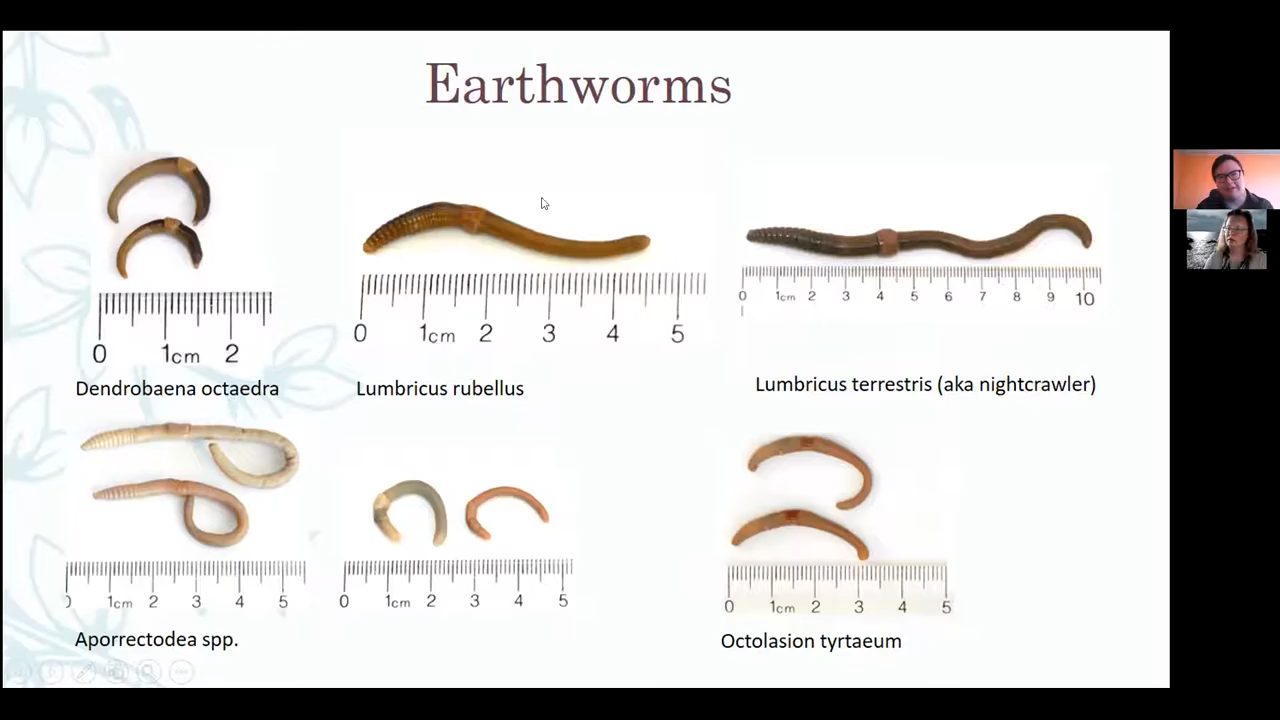 Earthworms
0 1cm 2
0 1cm 2 3 4 5
0 1cm 2 3 4 5 6 7 8 9 10
Dendrobaena octaedra
Lumbricus rubellus
Lumbricus terrestris (aka nightcrawler)
0 1cm 2 3 4 5
0 1cm 2 3 4 5
0 1cm 2 3 4 5
Aporrectodea spp.
Octolasion tyrtaeum